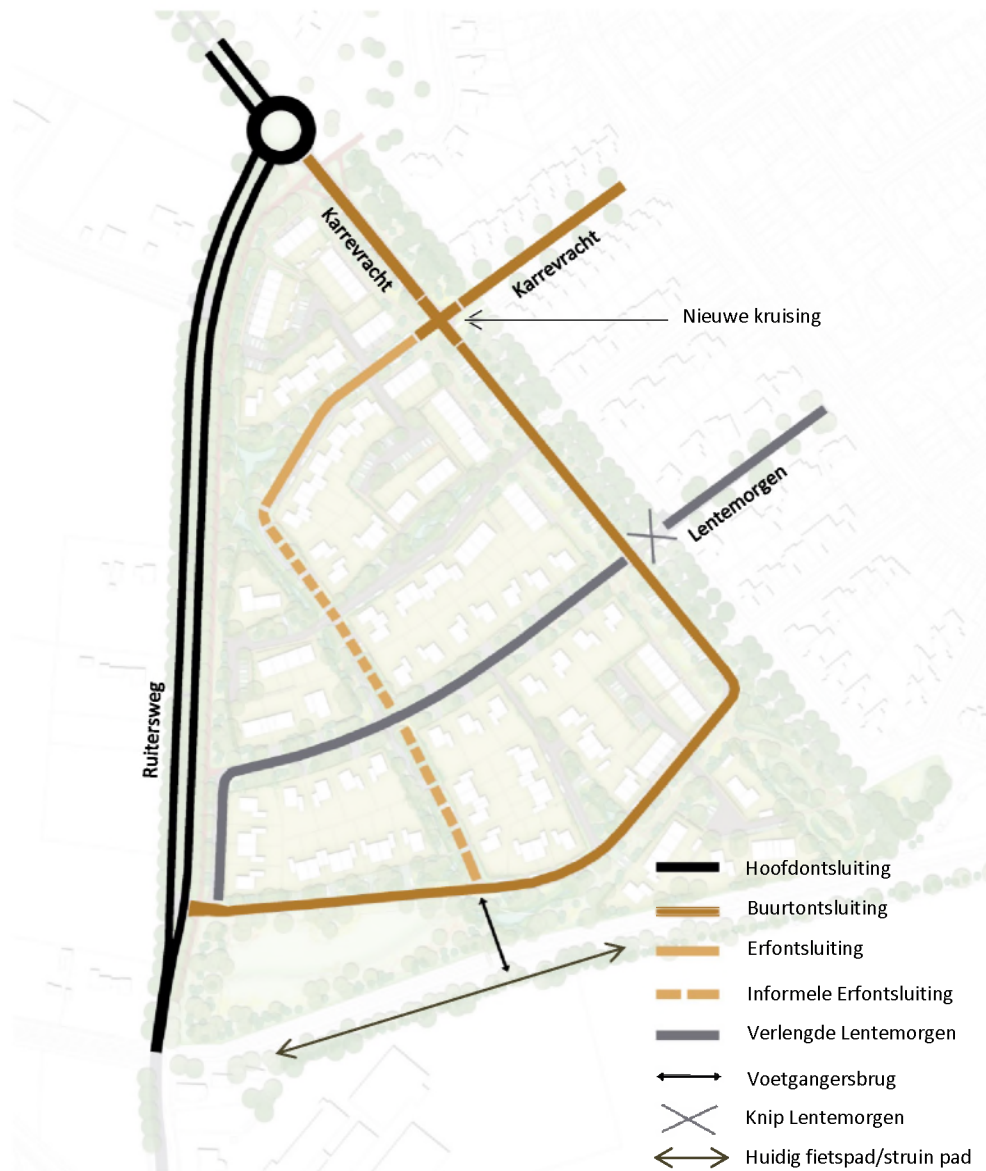 Karrevracht
Karrevracht
Nieuwe kruising
Lentemorgen
Ruitersweg
Hoofdontsluiting
Buurtontsluiting
Erfontsluiting
Informele Erfontsluiting
Verlengde Lentemorgen
Voetgangersbrug
Knip Lentemorgen
Huidig fietspad/struin pad